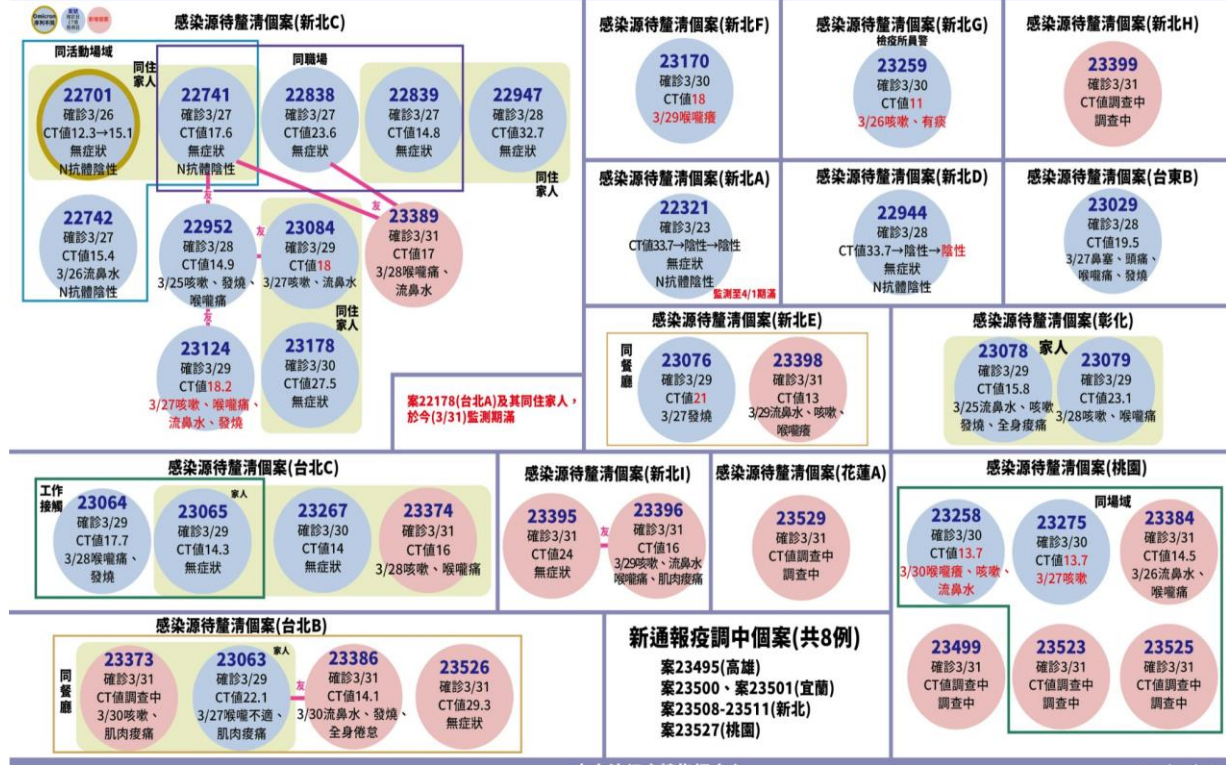 Omicron
新增個案
感染源待釐清個案(新北C)
同活動場域
同住
家人
同職場
22701
確診3/26
CT值12.3→15.1
無症狀
N抗體陰性
22741
確診3/27
CT值17.6
無症狀
N抗體陰性
22838
確診3/27
CT值23.6
無症狀
22839
確診3/27
CT值14.8
無症狀
22947
確診3/28
CT值32.7
無症狀
同住
家人
22742
確診3/27
CT值15.4
3/26流鼻水
N抗體陰性
友
22952
確診3/28
CT值14.9
3/25咳嗽、發燒、
喉嚨痛
友
23084
確診3/29
CT值18
3/27咳嗽、流鼻水
友
23389
確診3/31
CT值17
3/28喉嚨痛、
流鼻水
同住
家人
友
23124
確診3/29
CT值18.2
3/27咳嗽、喉嚨痛、
流鼻水、發燒
23178
確診3/30
CT值27.5
無症狀
案22178(台北A)及其同住家人，
於今(3/31)監測期滿
感染源待釐清個案(新北F)
23170
確診3/30
CT值18
3/29喉嚨癢
感染源待釐清個案(新北G)
檢疫所員警
23259
確診3/30
CT值11
3/26咳嗽、有痰
感染源待釐清個案(新北H)
23399
確診3/31
CT值調查中
調查中
感染源待釐清個案(新北A)
22321
確診3/23
CT值33.7→陰性→陰性
無症狀
N抗體陰性
監測至4/1期滿
感染源待釐清個案(新北D)
22944
確診3/28
CT值33.7→陰性→陰性
無症狀
N抗體陰性
感染源待釐清個案(台東B)
23029
確診3/28
CT值19.5
3/27鼻塞、頭痛、
喉嚨痛、發燒
感染源待釐清個案(新北E)
同餐廳
23076
確診3/29
CT值21
3/27發燒
23398
確診3/31
CT值13
3/29流鼻水、咳嗽、
喉嚨癢
感染源待釐清個案(彰化)
家人
23078
確診3/29
CT值15.8
3/25流鼻水、咳嗽
發燒、全身痠痛
23079
確診3/29
CT值23.1
3/28咳嗽、喉嚨痛
感染源待釐清個案(台北C)
工作
接觸
23064
確診3/29
CT值17.7
3/28喉嚨痛、
發燒
家人
23065
確診3/29
CT值14.3
無症狀
23267
確診3/30
CT值14
無症狀
23374
確診3/31
CT值16
3/28咳嗽、喉嚨痛
感染源待釐清個案(新北I)
23395
確診3/31
CT值24
無症狀
友
23396
確診3/31
CT值16
3/29咳嗽、流鼻水
喉嚨痛、肌肉痠痛
感染源待釐清個案(花蓮A)
23529
確診3/31
CT值調查中
調查中
感染源待釐清個案(桃園)
同場域
23258
確診3/30
CT值13.7
3/30喉嚨癢、咳嗽、
流鼻水
23275
確診3/30
CT值13.7
3/27咳嗽
23384
確診3/31
CT值14.5
3/26流鼻水、
喉嚨痛
23499
確診3/31
CT值調查中
調查中
23523
確診3/31
CT值調查中
調查中
23525
確診3/31
CT值調查中
調查中
感染源待釐清個案(台北B)
同餐廳
23373
確診3/31
CT值調查中
3/30咳嗽、
肌肉痠痛
家人
23063
確診3/29
CT值22.1
3/27喉嚨不適、
肌肉痠痛
友
23386
確診3/31
CT值14.1
3/30流鼻水、發燒、
全身倦怠
23526
確診3/31
CT值29.3
無症狀
新通報疫調中個案(共8例)
案23495(高雄)
案23500、案23501(宜蘭)
案23508-23511(新北)
案23527(桃園)